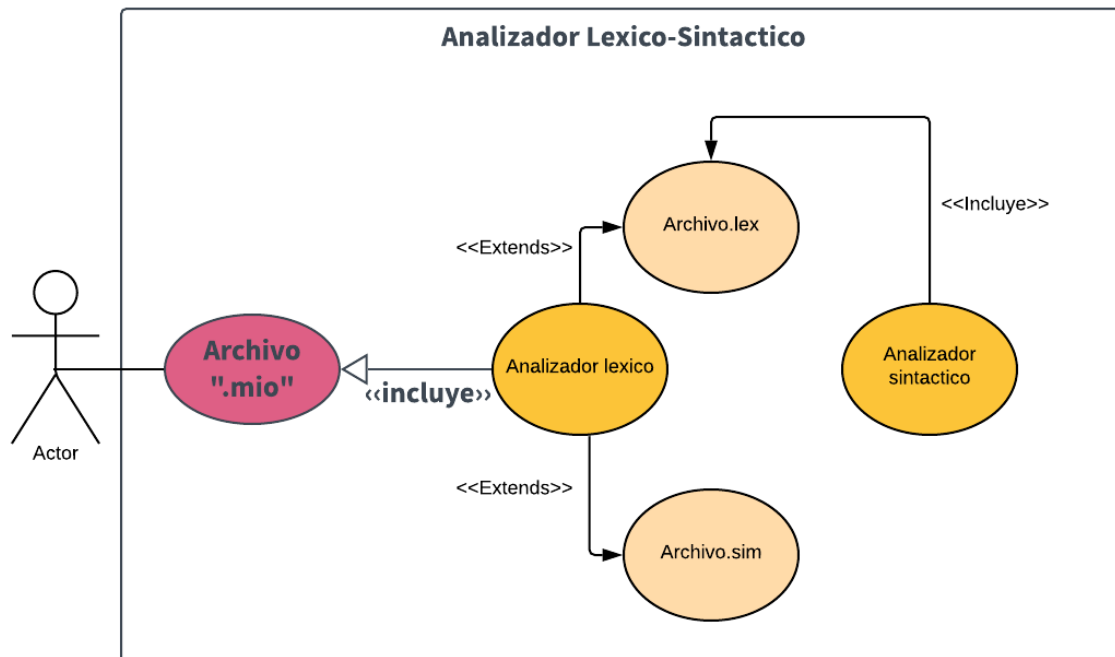 Analizador Lexico-Sintactico
Archivo.lex
<<Incluye>>
<<Extends>>
Archivo
".mio"
‹‹incluye››
Analizador lexico
Analizador
sintactico
Actor
<<Extends>>
Archivo.sim